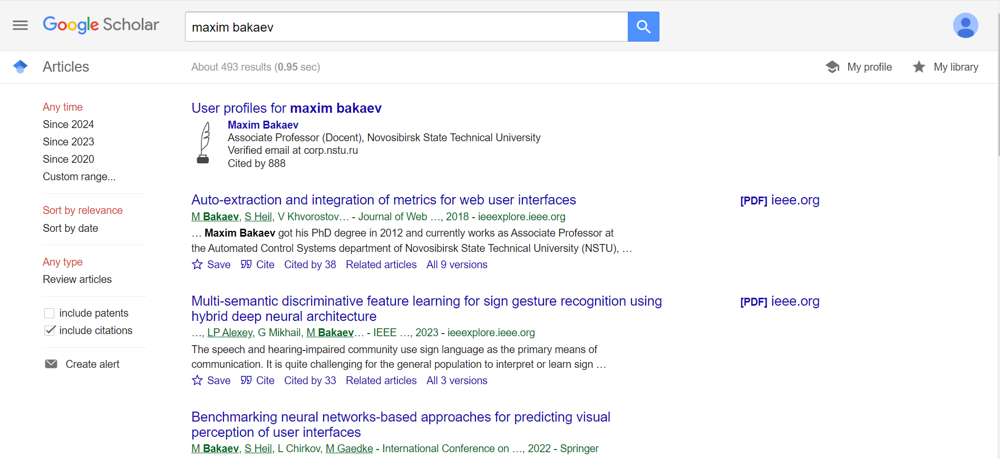 Google Scholar
maxim bakaev
Articles
About 493 results (0.95 sec)
My profile
My library
Any time
Since 2024
Since 2023
Since 2020
Custom range...
Sort by relevance
Sort by date
Any type
Review articles
include patents
include citations
Create alert
User profiles for maxim bakaev
Maxim Bakaev
Associate Professor (Docent), Novosibirsk State Technical University
Verified email at corp.nstu.ru
Cited by 888
Auto-extraction and integration of metrics for web user interfaces
[PDF] ieee.org
M Bakaev, S Heil, V Khvorostov… - Journal of Web …, 2018 - ieeexplore.ieee.org
… Maxim Bakaev got his PhD degree in 2012 and currently works as Associate Professor at
the Automated Control Systems department of Novosibirsk State Technical University (NSTU), …
Save Cite Cited by 38 Related articles All 9 versions
Multi-semantic discriminative feature learning for sign gesture recognition using
hybrid deep neural architecture
[PDF] ieee.org
…, LP Alexey, G Mikhail, M Bakaev… - IEEE …, 2023 - ieeexplore.ieee.org
The speech and hearing-impaired community use sign language as the primary means of
communication. It is quite challenging for the general population to interpret or learn sign …
Save Cite Cited by 33 Related articles All 3 versions
Benchmarking neural networks-based approaches for predicting visual
perception of user interfaces
M Bakaev, S Heil, L Chirkov, M Gaedke - International Conference on …, 2022 - Springer